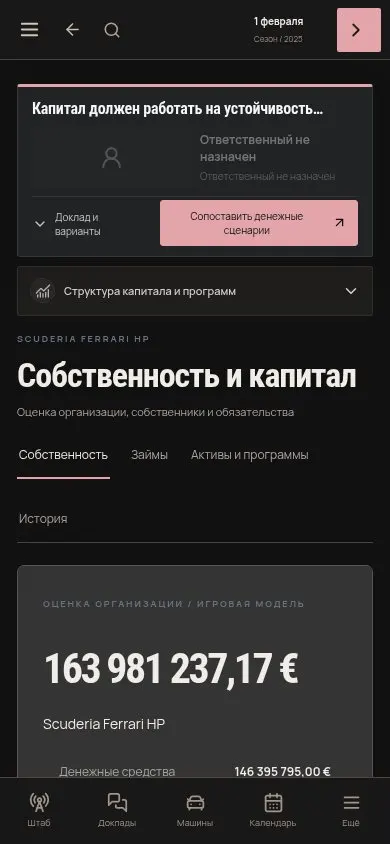 1 февраля
Сезон / 2025
Капитал должен работать на устойчивость…
Ответственный не
назначен
Ответственный не назначен
Доклад и
варианты
Сопоставить денежные
сценарии
Структура капитала и программ
SCUDERIA FERRARI HP
Собственность и капитал
Оценка организации, собственники и обязательства
Собственность Займы Активы и программы
История
ОЦЕНКА ОРГАНИЗАЦИИ / ИГРОВАЯ МОДЕЛЬ
163 981 237,17 €
Scuderia Ferrari HP
Денежные средства 146 395 795,00 €
Штаб Доклады Машины Календарь Ещё